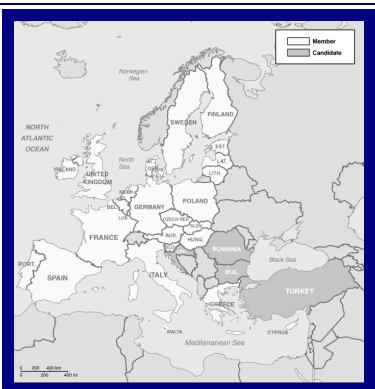 Member
Candidate
Norwegian
Sea
NORTH
ATLANTIC
OCEAN
FINLAND
SWEDEN
EST.
LAT.
LITH.
North
Sea
DEN.
IRELAND
UNITED
KINGDOM
NETH.
BEL.
LUX.
GERMANY
POLAND
CZECH REP.
SLOV.
AUS.
HUNG.
FRANCE
ROMANIA
BUL.
Black Sea
PORT.
SPAIN
ITALY
GREECE
TURKEY
MALTA
CYPRUS
Mediterranean Sea
0 200 400 km
0 200 400 mi